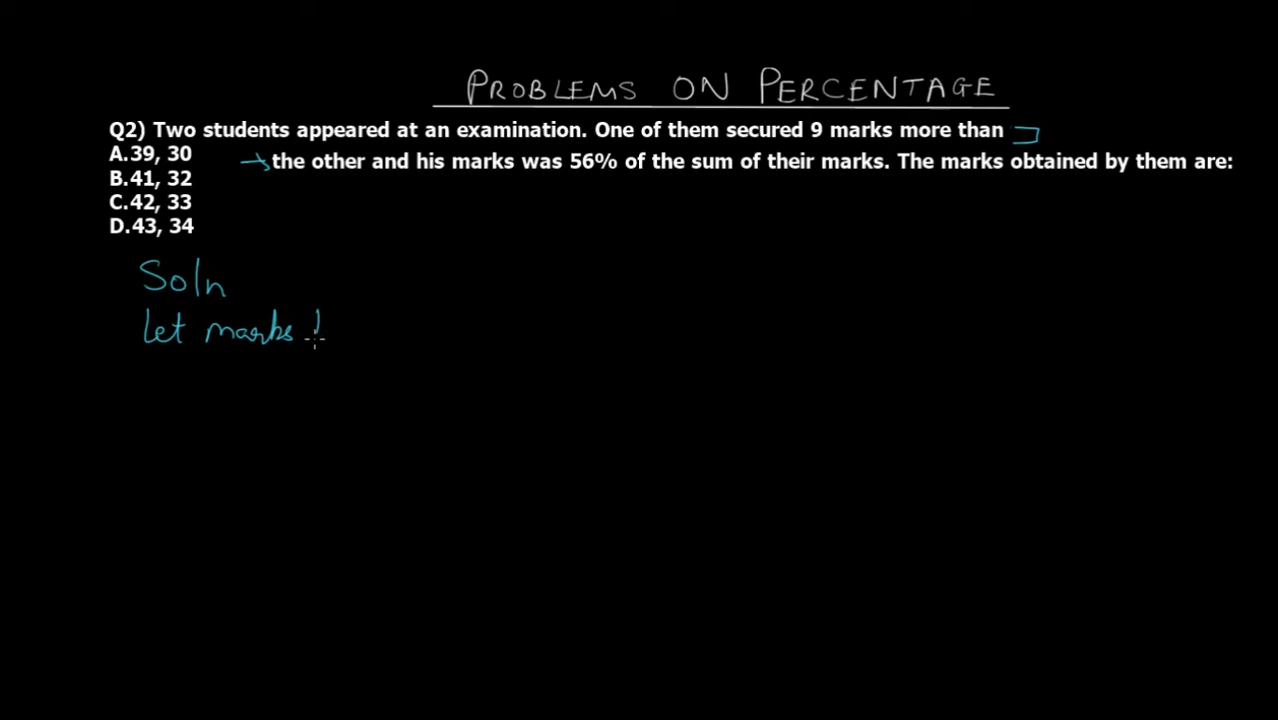 PROBLEMS ON PERCENTAGE
Q2) Two students appeared at an examination. One of them secured 9 marks more than
the other and his marks was 56% of the sum of their marks. The marks obtained by them are:
A.39, 30
B.41, 32
C.42, 33
D.43, 34
Soln
let marks